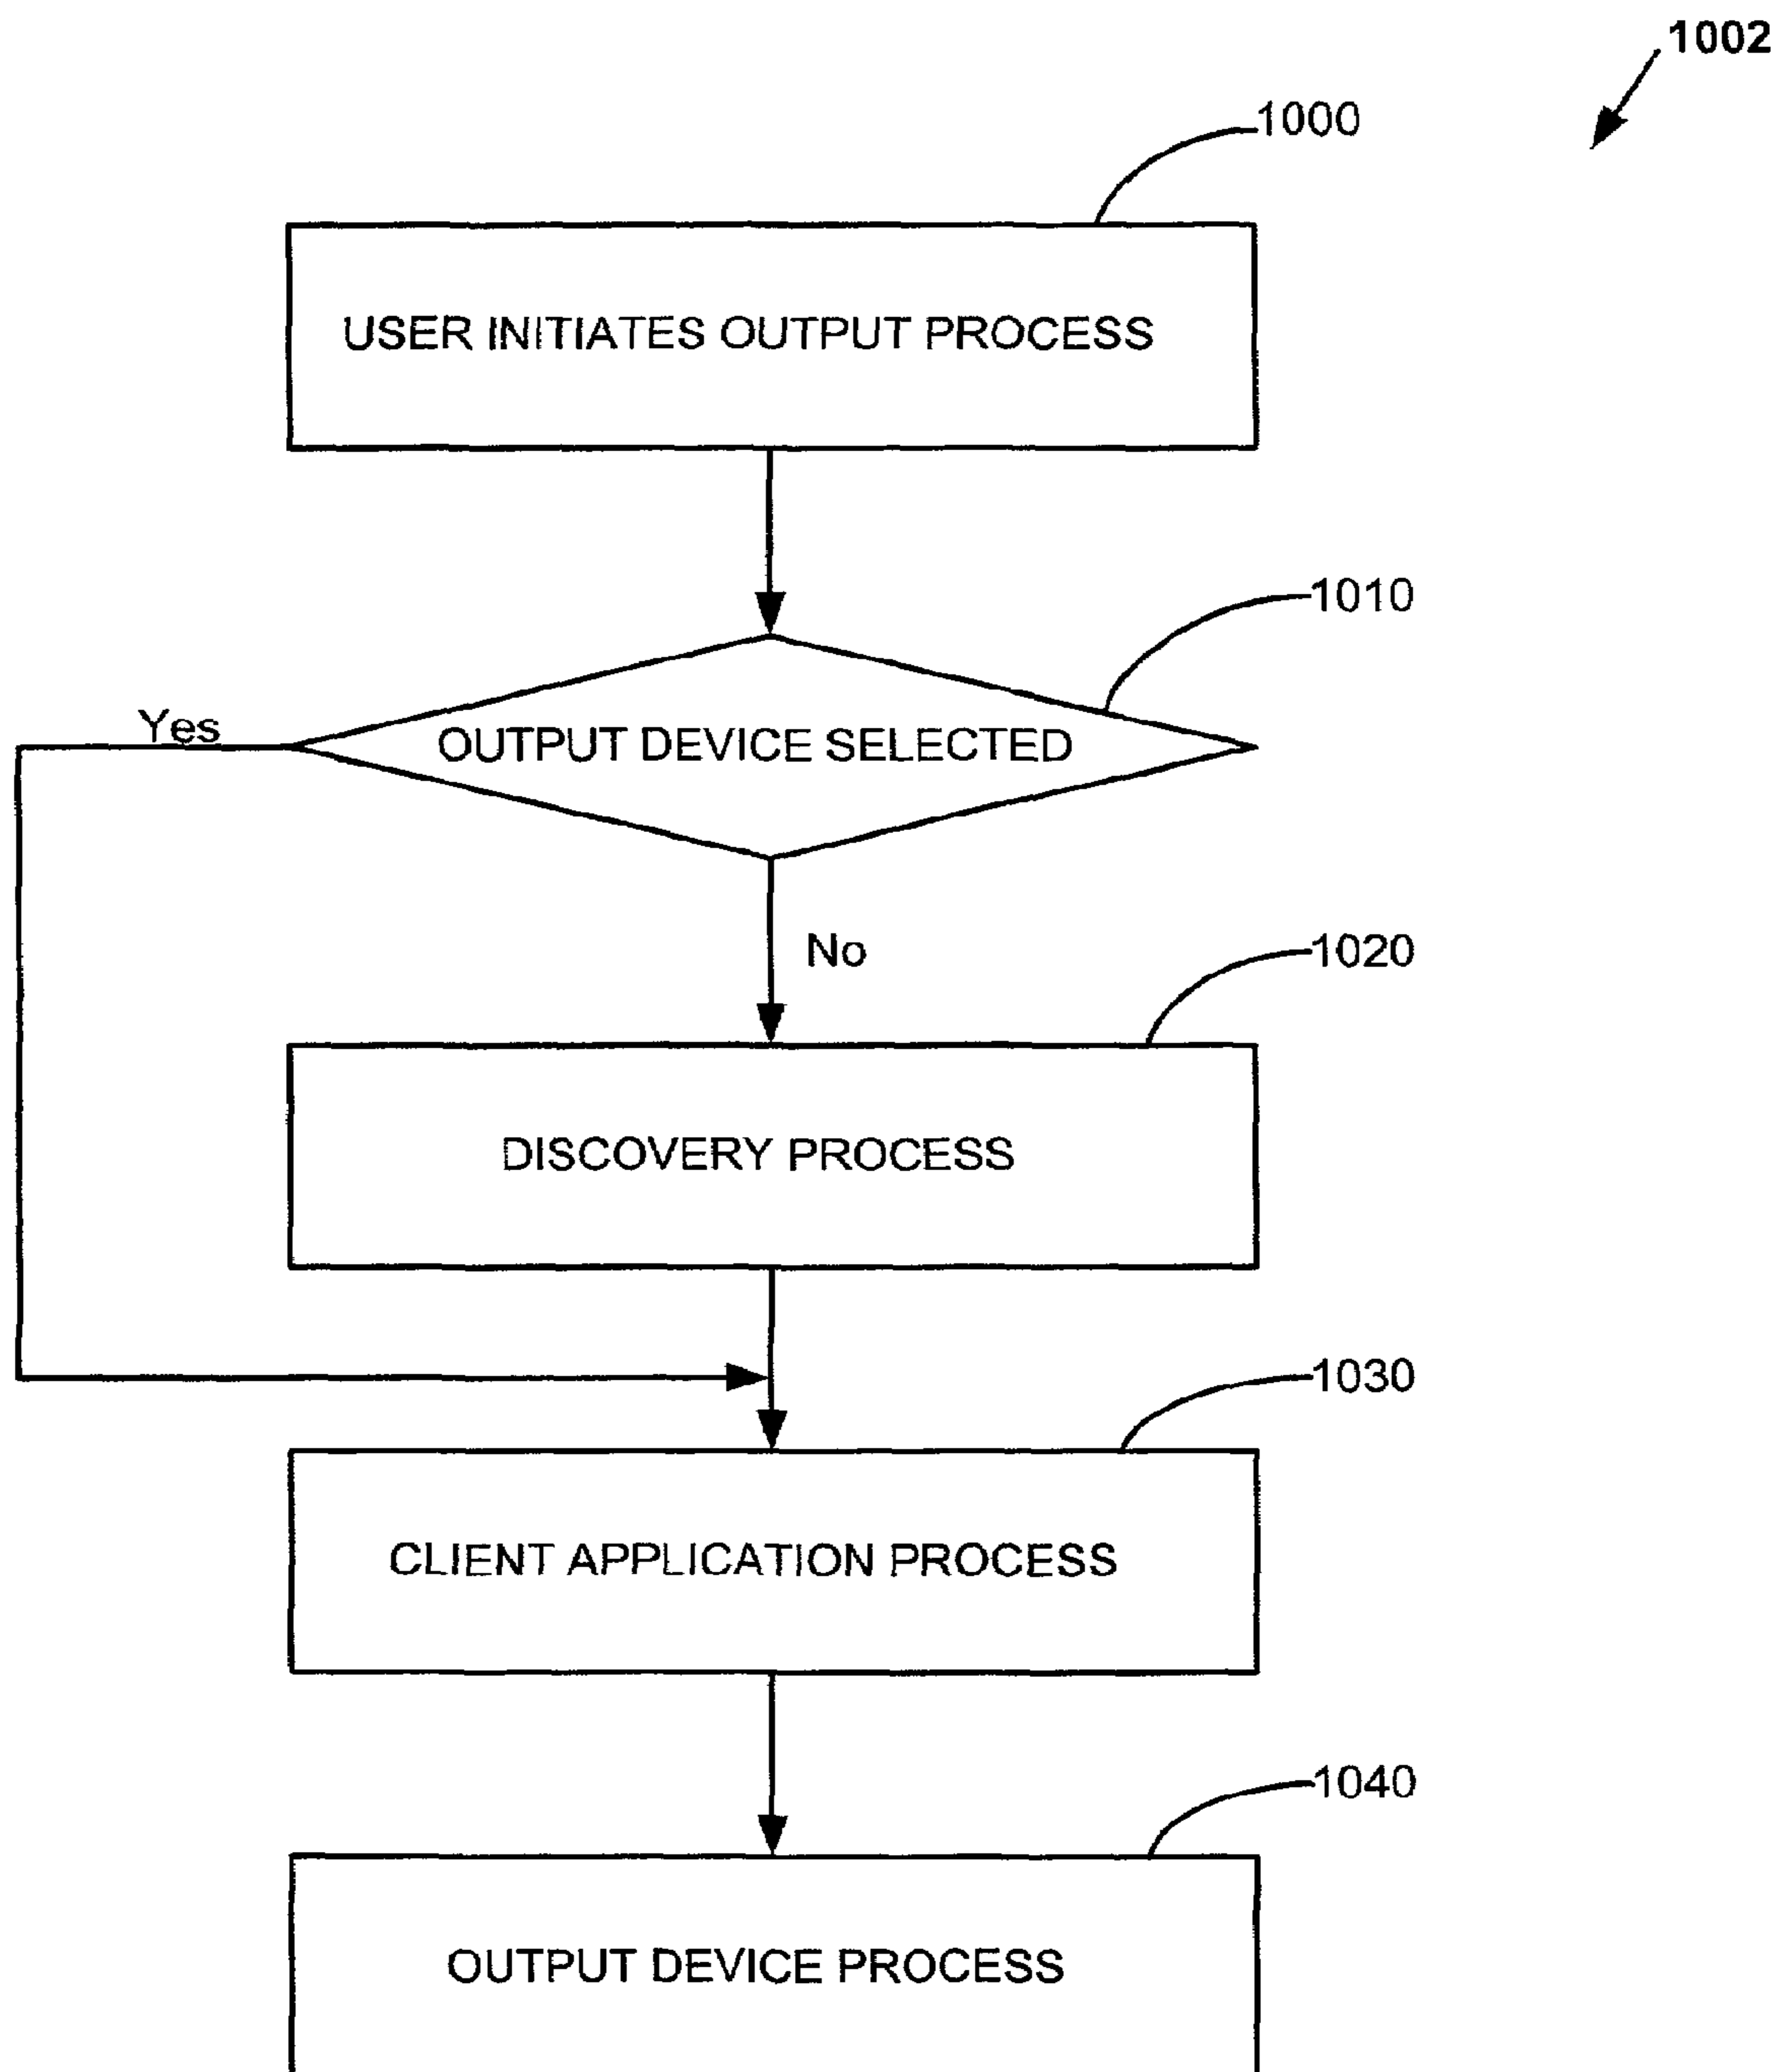 1002
1000
USER INITIATES OUTPUT PROCESS
1010
Yes
OUTPUT DEVICE SELECTED
No
1020
DISCOVERY PROCESS
1030
CLIENT APPLICATION PROCESS
1040
OUTPUT DEVICE PROCESS